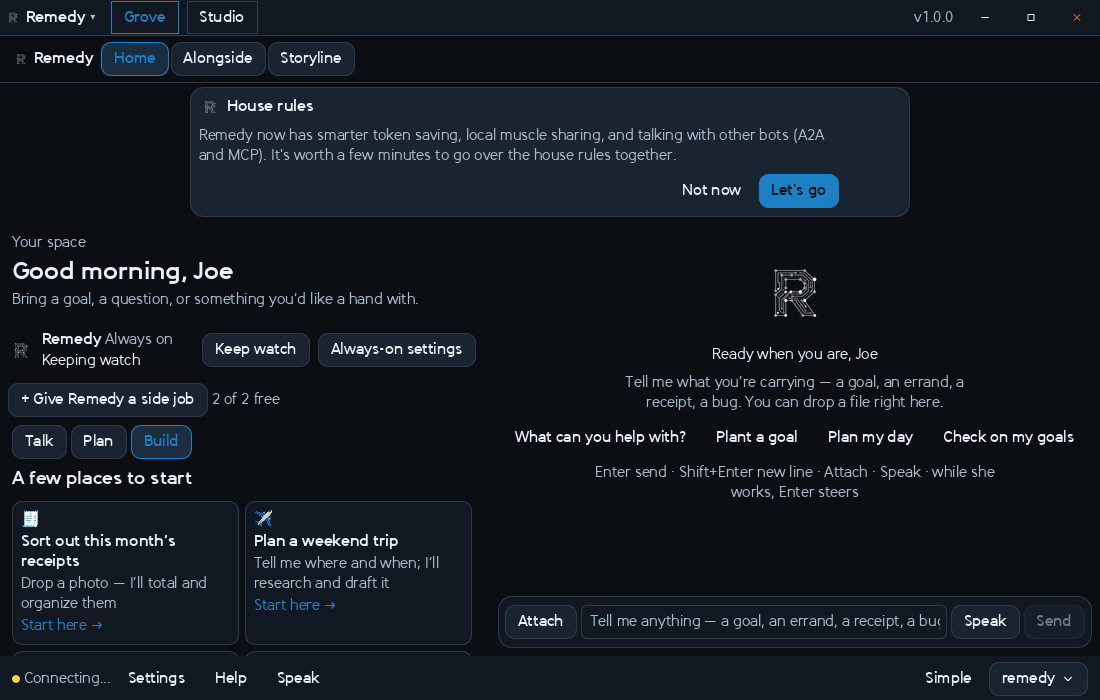 Remedy ▾ Grove Studio v1.0.0
Remedy Home Alongside Storyline
House rules
Remedy now has smarter token saving, local muscle sharing, and talking with other bots (A2A
and MCP). It's worth a few minutes to go over the house rules together.
Not now Let's go
Your space
Good morning, Joe
Bring a goal, a question, or something you'd like a hand with.
Remedy Always on
Keeping watch
Keep watch Always-on settings
+ Give Remedy a side job 2 of 2 free
Talk Plan Build
A few places to start
Sort out this month's
receipts
Drop a photo — I'll total and
organize them
Start here →
Plan a weekend trip
Tell me where and when; I'll
research and draft it
Start here →
Ready when you are, Joe
Tell me what you're carrying — a goal, an errand, a
receipt, a bug. You can drop a file right here.
What can you help with? Plant a goal Plan my day Check on my goals
Enter send · Shift+Enter new line · Attach · Speak · while she
works, Enter steers
Attach Tell me anything — a goal, an errand, a receipt, a bug Speak Send
Connecting... Settings Help Speak Simple remedy